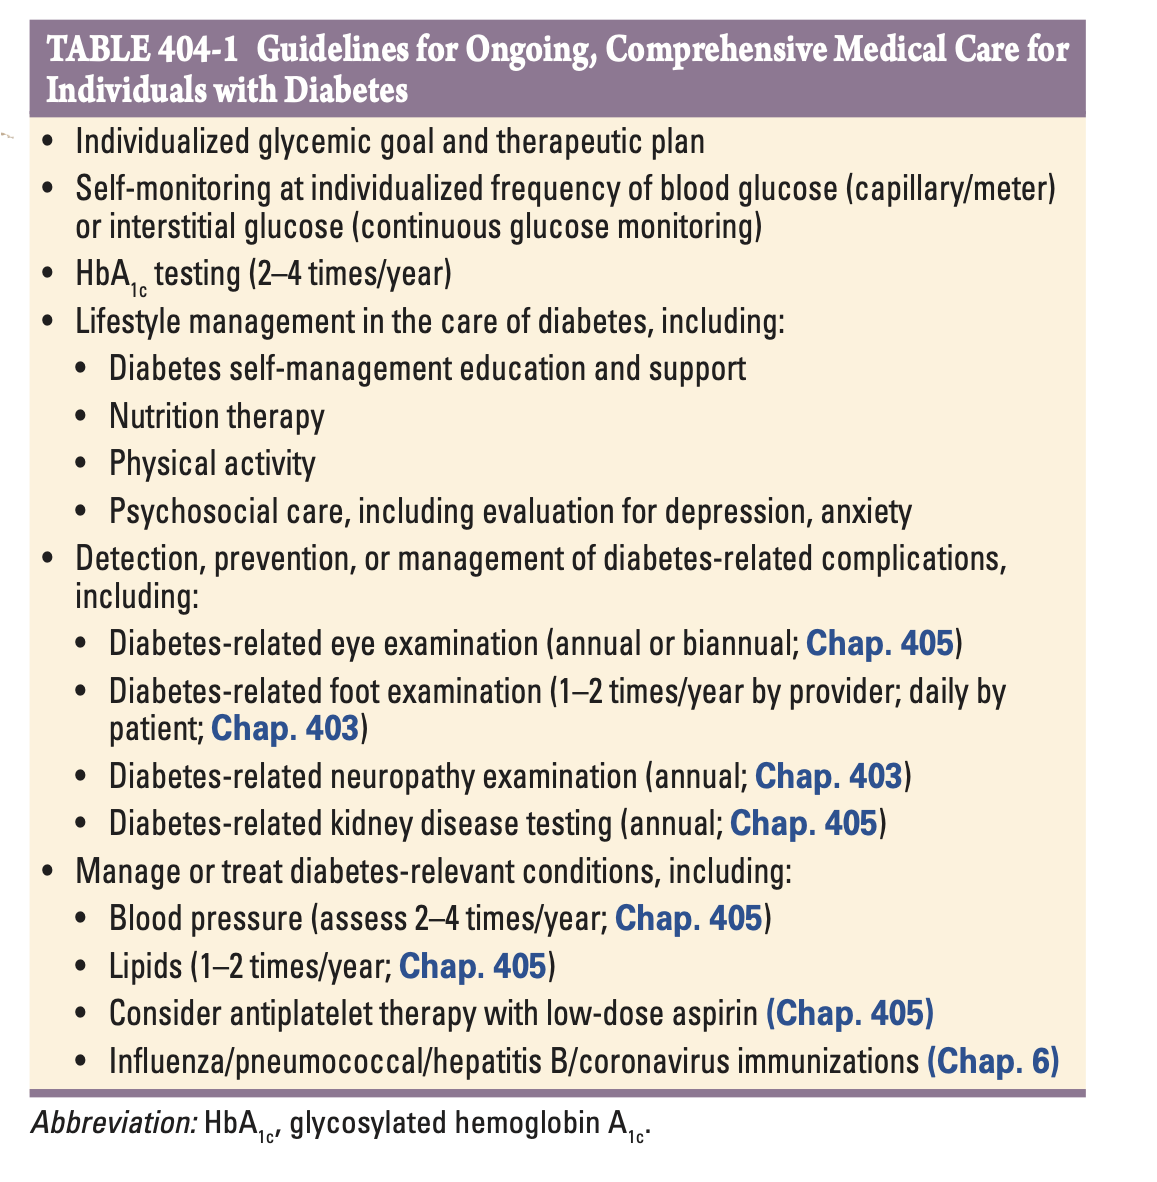 TABLE 404-1 Guidelines for Ongoing, Comprehensive Medical Care for
Individuals with Diabetes
• Individualized glycemic goal and therapeutic plan
• Self-monitoring at individualized frequency of blood glucose (capillary/meter)
or interstitial glucose (continuous glucose monitoring)
• HbA1c testing (2–4 times/year)
• Lifestyle management in the care of diabetes, including:
• Diabetes self-management education and support
• Nutrition therapy
• Physical activity
• Psychosocial care, including evaluation for depression, anxiety
• Detection, prevention, or management of diabetes-related complications,
including:
• Diabetes-related eye examination (annual or biannual; Chap. 405)
• Diabetes-related foot examination (1–2 times/year by provider; daily by
patient; Chap. 403)
• Diabetes-related neuropathy examination (annual; Chap. 403)
• Diabetes-related kidney disease testing (annual; Chap. 405)
• Manage or treat diabetes-relevant conditions, including:
• Blood pressure (assess 2–4 times/year; Chap. 405)
• Lipids (1–2 times/year; Chap. 405)
• Consider antiplatelet therapy with low-dose aspirin (Chap. 405)
• Influenza/pneumococcal/hepatitis B/coronavirus immunizations (Chap. 6)
Abbreviation: HbA1c, glycosylated hemoglobin A1c.